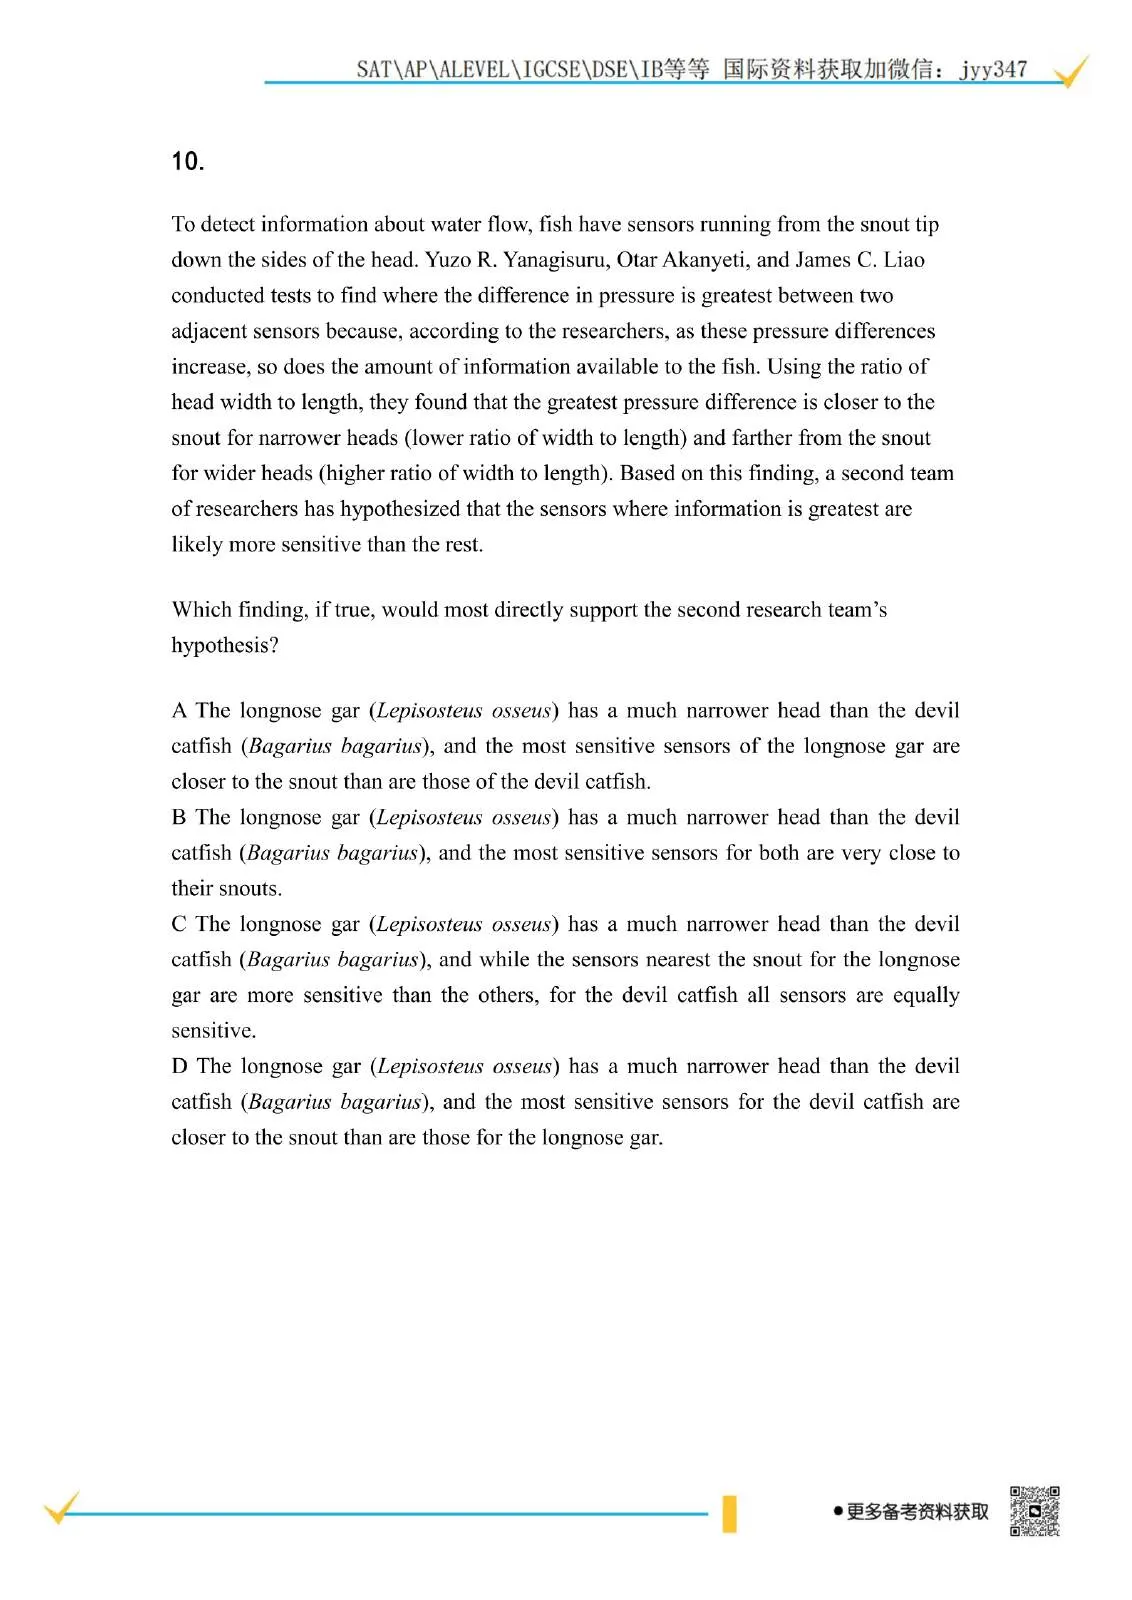 SAT\AP\ALEVEL\IGCSE\DSE\IB等等 国际资料获取加微信：jyy347
10.
To detect information about water flow, fish have sensors running from the snout tip
down the sides of the head. Yuzo R. Yanagisuru, Otar Akanyeti, and James C. Liao
conducted tests to find where the difference in pressure is greatest between two
adjacent sensors because, according to the researchers, as these pressure differences
increase, so does the amount of information available to the fish. Using the ratio of
head width to length, they found that the greatest pressure difference is closer to the
snout for narrower heads (lower ratio of width to length) and farther from the snout
for wider heads (higher ratio of width to length). Based on this finding, a second team
of researchers has hypothesized that the sensors where information is greatest are
likely more sensitive than the rest.
Which finding, if true, would most directly support the second research team’s
hypothesis?
A The longnose gar (Lepisosteus osseus) has a much narrower head than the devil
catfish (Bagarius bagarius), and the most sensitive sensors of the longnose gar are
closer to the snout than are those of the devil catfish.
B The longnose gar (Lepisosteus osseus) has a much narrower head than the devil
catfish (Bagarius bagarius), and the most sensitive sensors for both are very close to
their snouts.
C The longnose gar (Lepisosteus osseus) has a much narrower head than the devil
catfish (Bagarius bagarius), and while the sensors nearest the snout for the longnose
gar are more sensitive than the others, for the devil catfish all sensors are equally
sensitive.
D The longnose gar (Lepisosteus osseus) has a much narrower head than the devil
catfish (Bagarius bagarius), and the most sensitive sensors for the devil catfish are
closer to the snout than are those for the longnose gar.
●更多备考资料获取